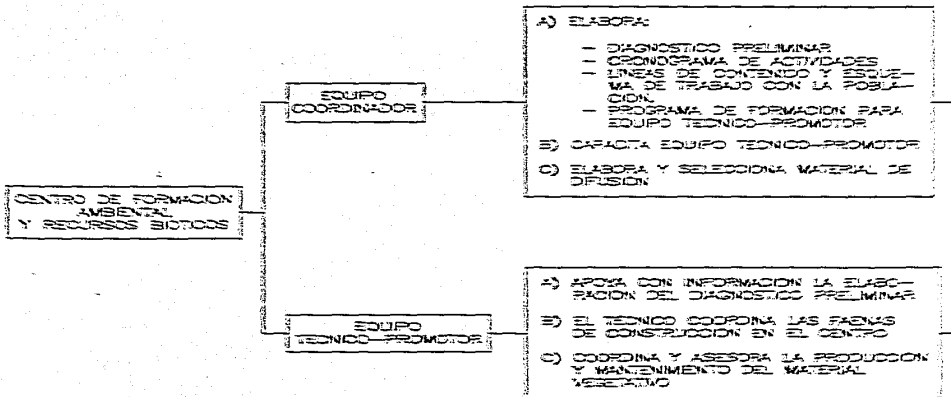 CENTRO DE FORMACION
AMBIENTAL
Y RECURSOS BIOTICOS
EQUIPO
COORDINADOR
A) ELABORA:
— DIAGNOSTICO PRELIMINAR
— CRONOGRAMA DE ACTIVIDADES
— LINEAS DE CONTENIDO Y ESQUE-
MA DE TRABAJO CON LA POBLA-
CION.
— PROGRAMA DE FORMACION PARA
EQUIPO TECNICO-PROMOTOR
B) CAPACITA EQUIPO TECNICO-PROMOTOR
C) ELABORA Y SELECCIONA MATERIAL DE
DIFUSION
EQUIPO
TECNICO-PROMOTOR
A) APOYA CON INFORMACION LA ELABO-
RACION DEL DIAGNOSTICO PRELIMINAR
B) EL TECNICO COORDINA LAS FAENAS
DE CONSTRUCCION EN EL CENTRO
C) COORDINA Y ASESORA LA PRODUCCION
Y MANTENIMIENTO DEL MATERIAL
VEGETATIVO